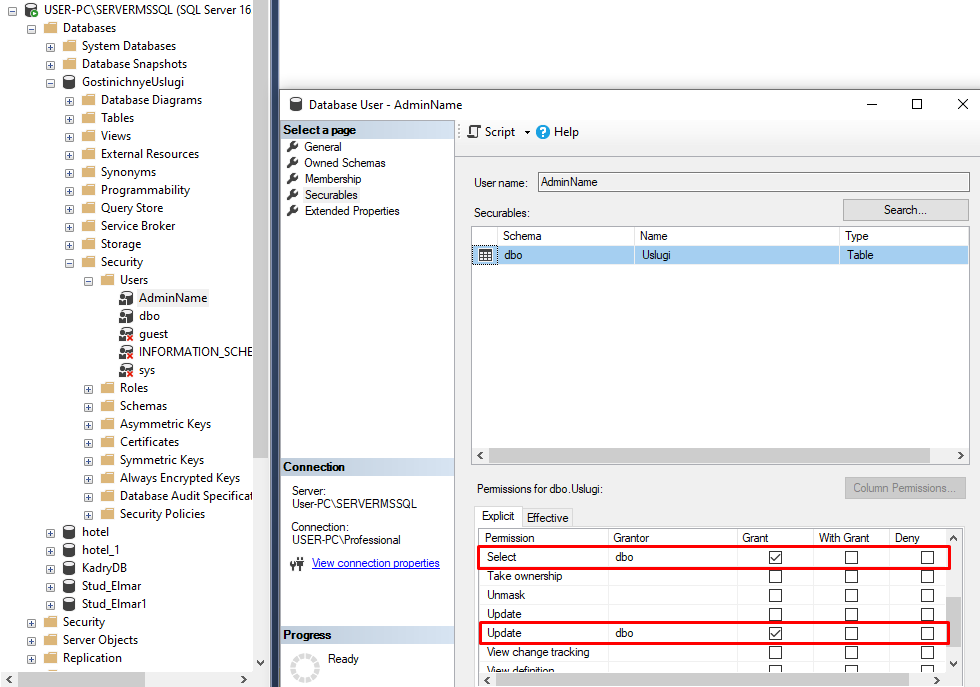 USER-PC\SERVERMSSQL (SQL Server 16
Databases
System Databases
Database Snapshots
GostinichnyeUslugi
Database Diagrams
Tables
Views
External Resources
Synonyms
Programmability
Query Store
Service Broker
Storage
Security
Users
AdminName
dbo
guest
INFORMATION_SCHE
sys
Roles
Schemas
Asymmetric Keys
Certificates
Symmetric Keys
Always Encrypted Keys
Database Audit Specificat
Security Policies
hotel
hotel_1
KadryDB
Stud_Elmar
Stud_Elmar1
Security
Server Objects
Replication
Database User - AdminName
Select a page
General
Owned Schemas
Membership
Securables
Extended Properties
Connection
Server:
User-PC\SERVERMSSQL
Connection:
USER-PC\Professional
View connection properties
Progress
Ready
Script Help
User name: AdminName
Securables: Search...
Schema Name Type
dbo Uslugi Table
Permissions for dbo.Uslugi: Column Permissions...
Explicit Effective
Permission Grantor Grant With Grant Deny
Select dbo
Take ownership
Unmask
Update
Update dbo
View change tracking
View definition